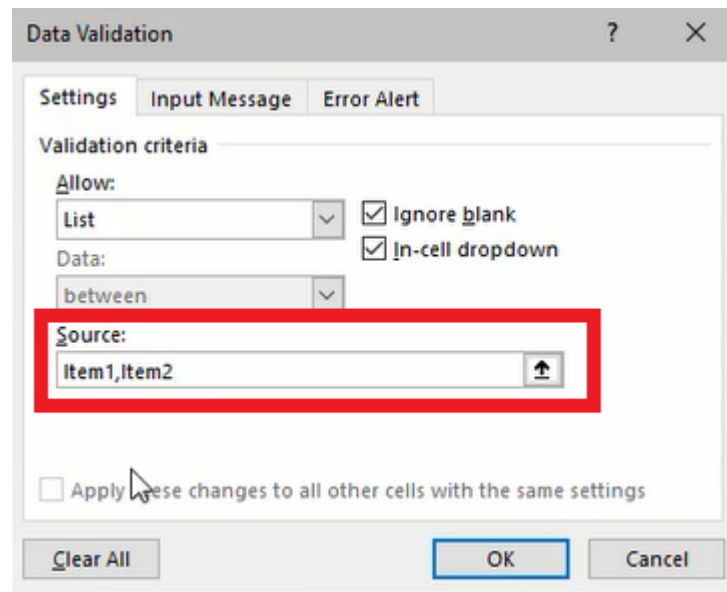 Data Validation ?
Settings Input Message Error Alert
Validation criteria
Allow:
List Ignore blank
In-cell dropdown
Data:
between
Source:
Item1,Item2
Apply these changes to all other cells with the same settings
Clear All OK Cancel